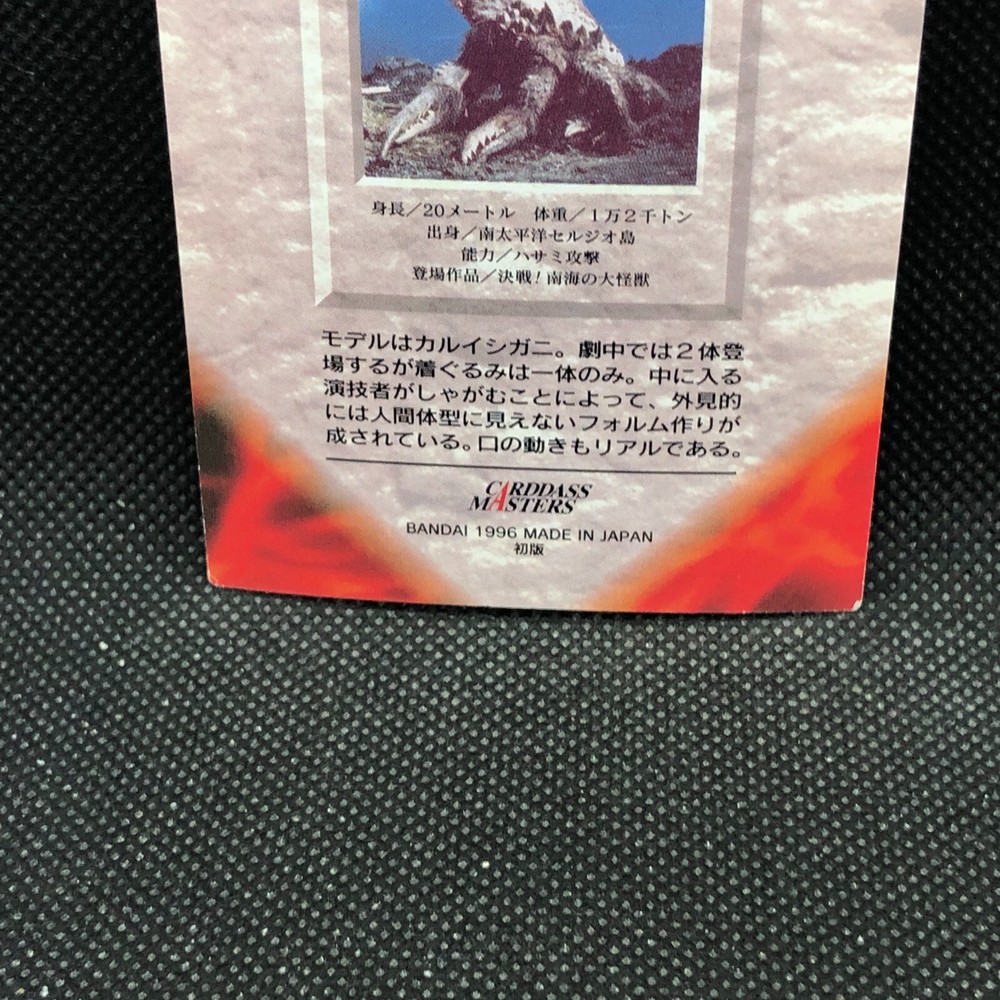 身長／20メートル　体重／1万2千トン
出身／南太平洋セルジオ島
能力／ハサミ攻撃
登場作品／決戦！南海の大怪獣
モデルはカルイシガニ。劇中では2体登
場するが着ぐるみは一体のみ。中に入る
演技者がしゃがむことによって、外見的
には人間体型に見えないフォルム作りが
成されている。口の動きもリアルである。
CARDDASS
MASTERS
BANDAI 1996 MADE IN JAPAN
初版